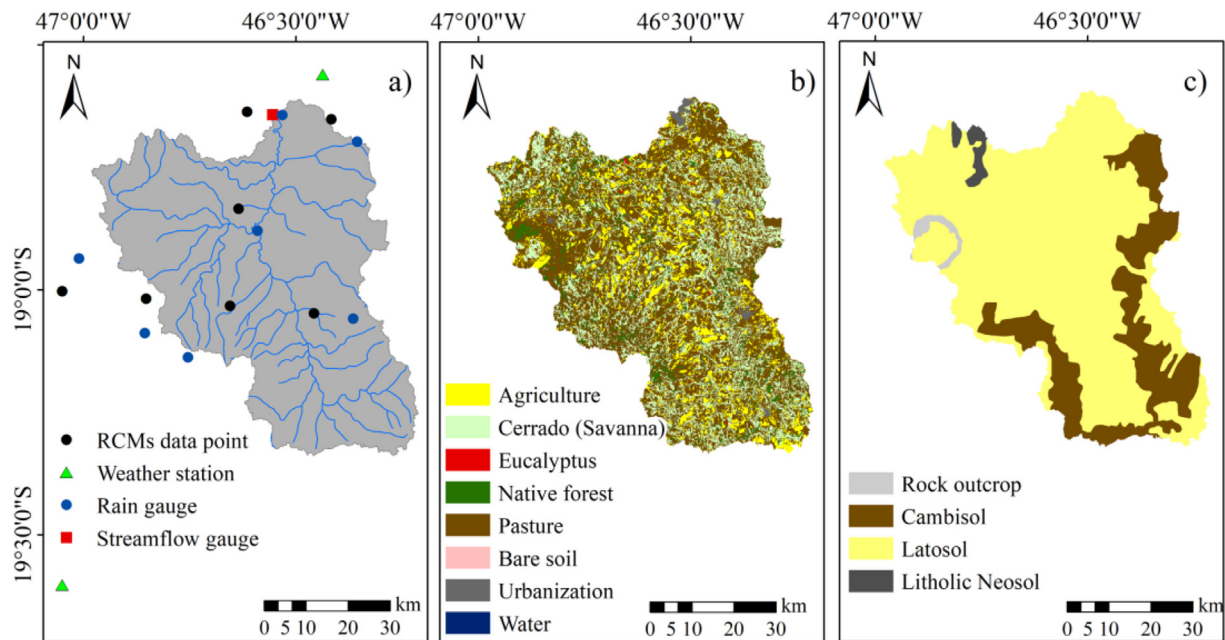 47°0'0"W 46°30'0"W 47°0'0"W 46°30'0"W 47°0'0"W 46°30'0"W
N a) N b) N c)
19°0'0"S
19°30'0"S
RCMs data point
Weather station
Rain gauge
Streamflow gauge
km
0 5 10 20 30
Agriculture
Cerrado (Savanna)
Eucalyptus
Native forest
Pasture
Bare soil
Urbanization
Water
km
0 5 10 20 30
Rock outcrop
Cambisol
Latosol
Litholic Neosol
km
0 5 10 20 30